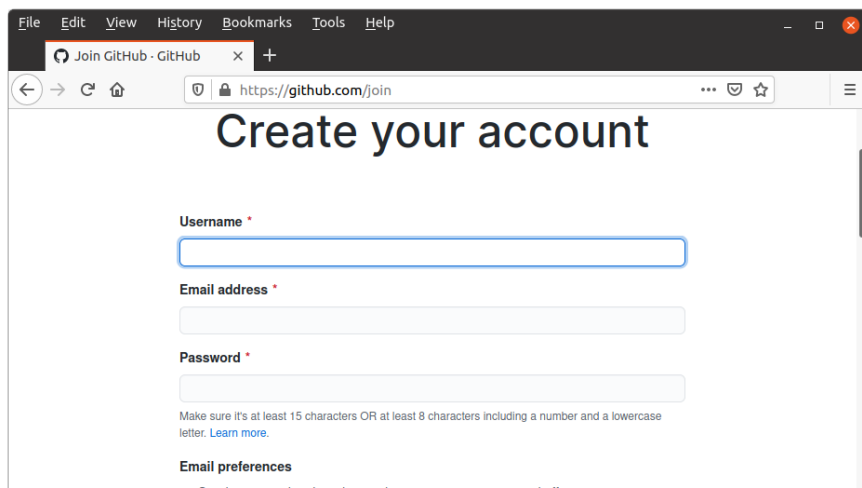 File Edit View History Bookmarks Tools Help
Join GitHub · GitHub
https://github.com/join
Create your account
Username *
Email address *
Password *
Make sure it's at least 15 characters OR at least 8 characters including a number and a lowercase
letter. Learn more.
Email preferences